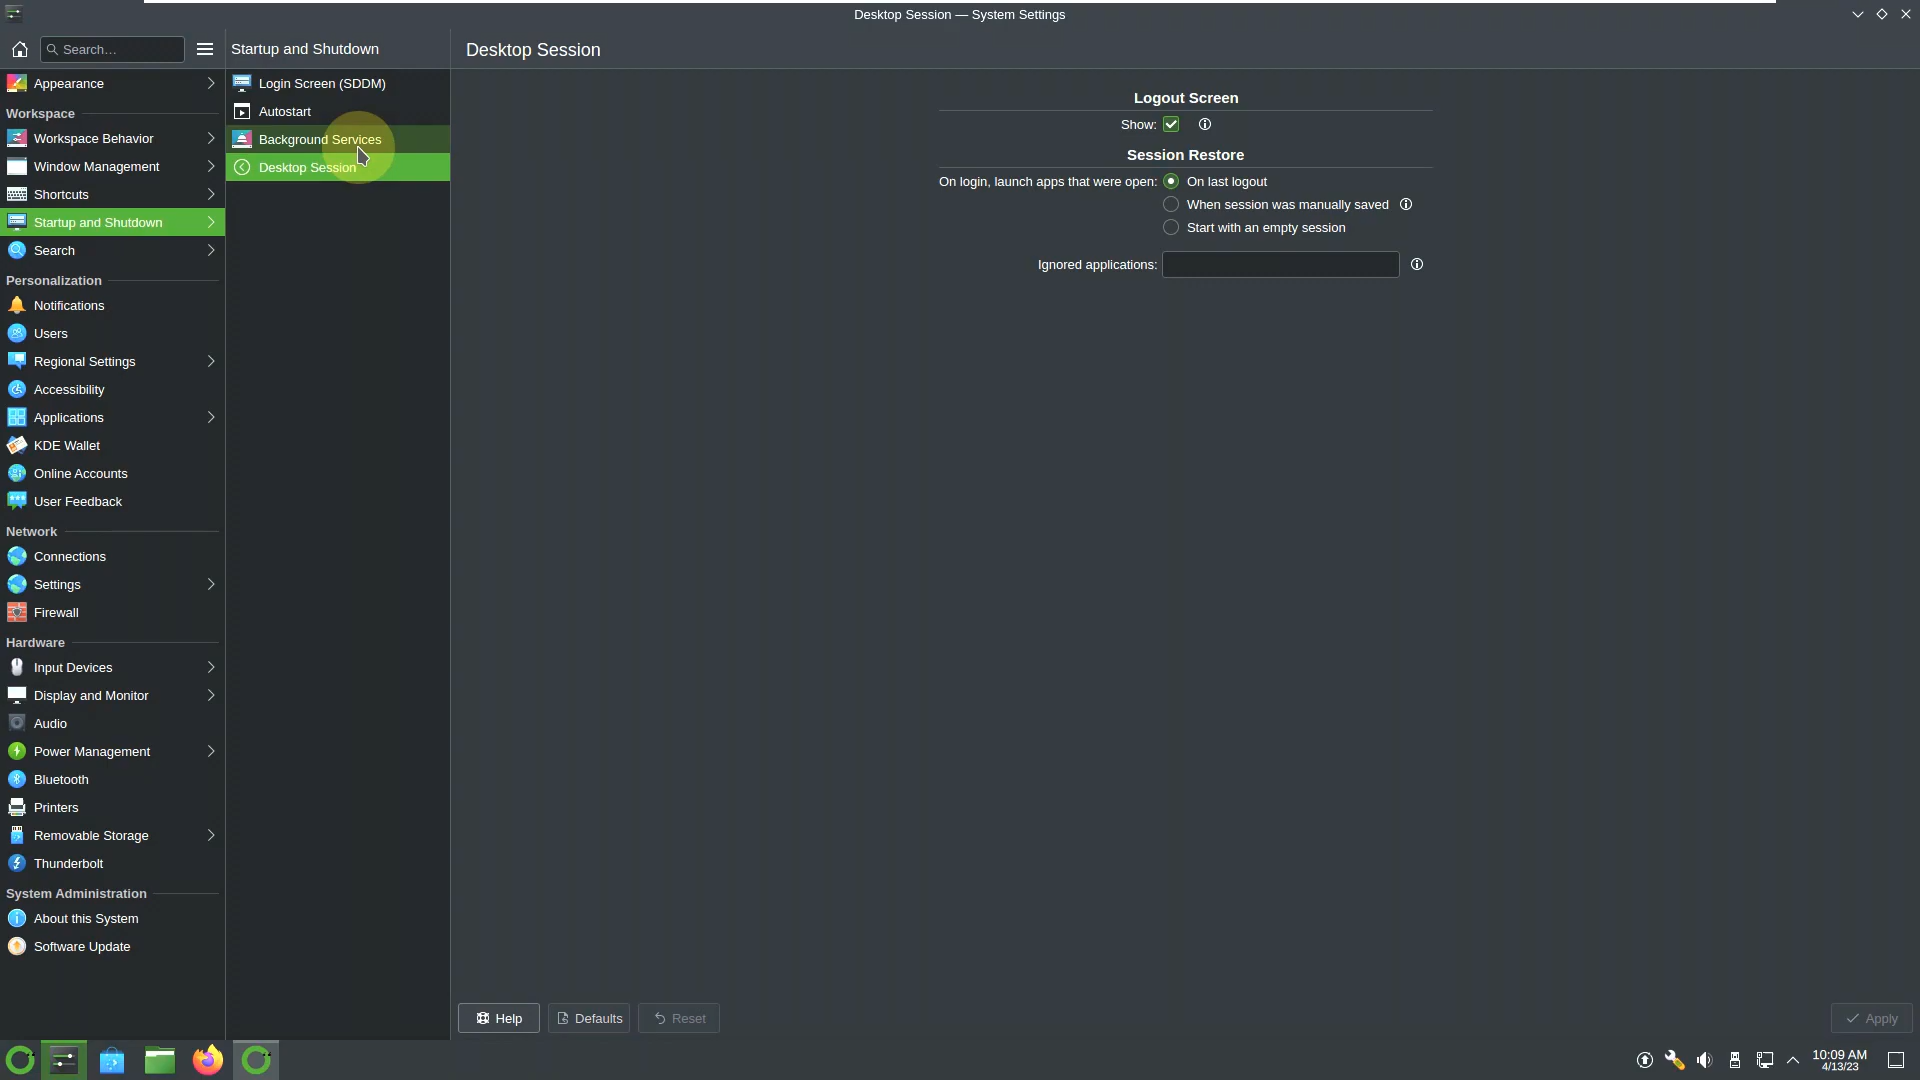 Desktop Session — System Settings
Search...
Startup and Shutdown
Desktop Session
Appearance
Workspace
Workspace Behavior
Window Management
Shortcuts
Startup and Shutdown
Search
Personalization
Notifications
Users
Regional Settings
Accessibility
Applications
KDE Wallet
Online Accounts
User Feedback
Network
Connections
Settings
Firewall
Hardware
Input Devices
Display and Monitor
Audio
Power Management
Bluetooth
Printers
Removable Storage
Thunderbolt
System Administration
About this System
Software Update
Login Screen (SDDM)
Autostart
Background Services
Desktop Session
Logout Screen
Show:
Session Restore
On login, launch apps that were open: On last logout
When session was manually saved
Start with an empty session
Ignored applications:
Help
Defaults
Reset
Apply
10:09 AM
4/13/23